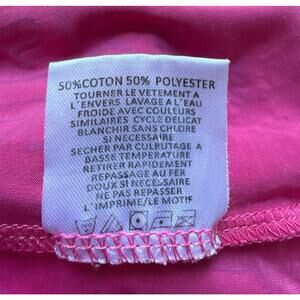 50%COTON 50% POLYESTER
TOURNER LE VETEMENT A
L'ENVERS LAVAGE A L'EAU
FROIDE AVEC COULEURS
SIMILAIRES CYCLE DELICAT
BLANCHIR SANS CHLORE
SI NECESSAIRE
SECHER PAR CULPUTAGE A
BASSE TEMPERATURE
RETIRER RAPIDEMENT
REPASSAGE AU FER
DOUX SI NECESSAIRE
NE PAS REPASSER
L'IMPRIME/LE MOTIF